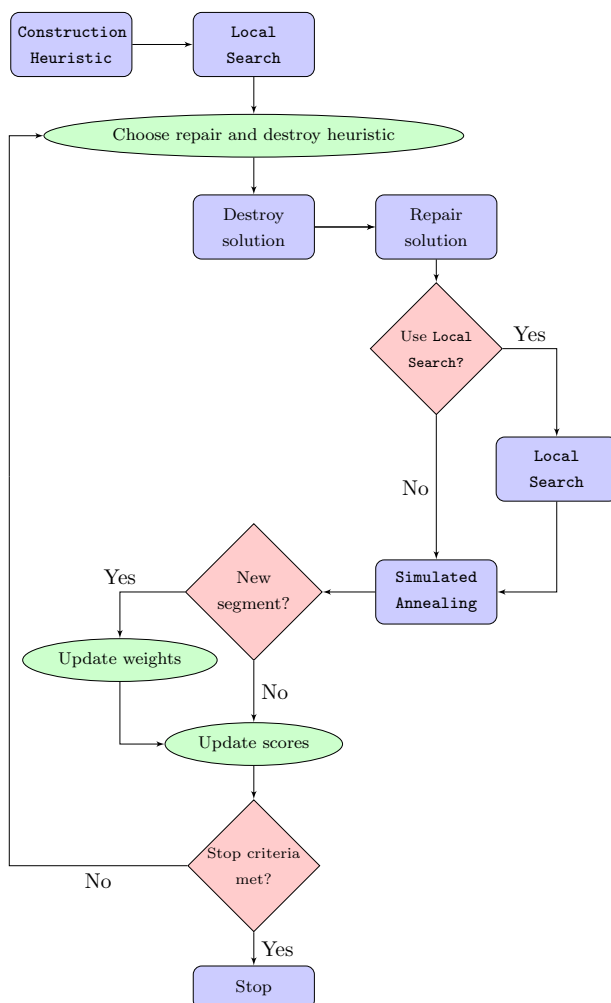 Construction
Heuristic
Local
Search
Choose repair and destroy heuristic
Destroy
solution
Repair
solution
Use Local
Search?
Yes
Local
Search
No
Simulated
Annealing
New
segment?
Yes
Update weights
No
Update scores
Stop criteria
met?
No
Yes
Stop